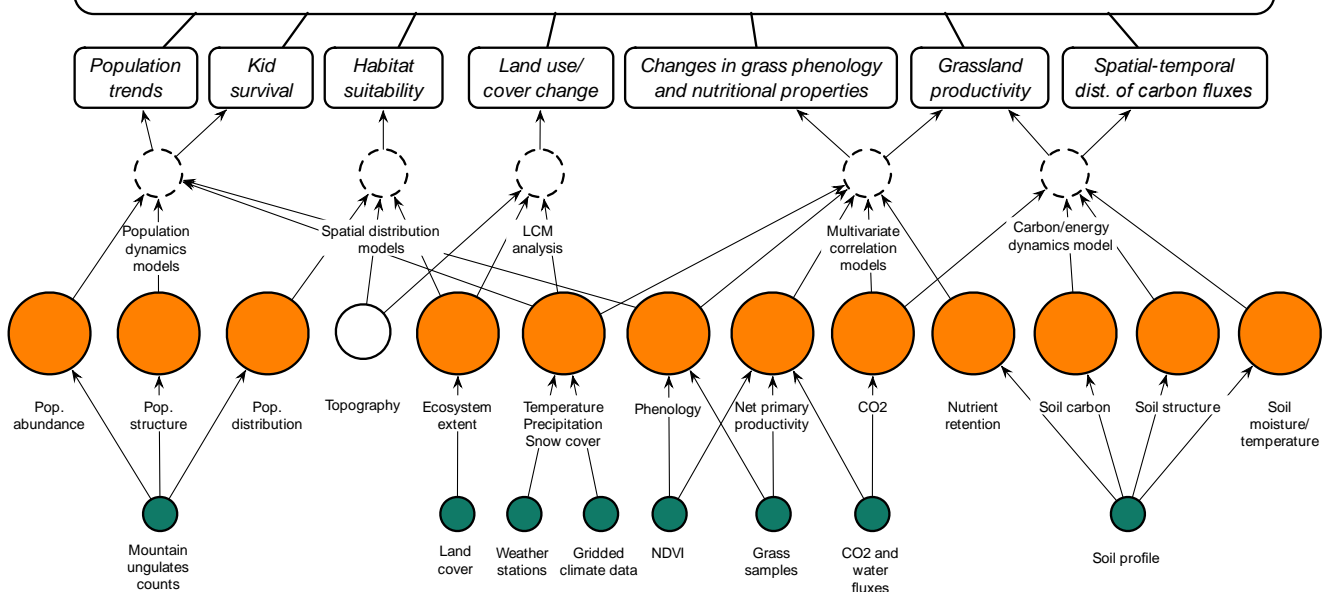 Population
trends
Kid
survival
Habitat
suitability
Land use/
cover change
Changes in grass phenology
and nutritional properties
Grassland
productivity
Spatial-temporal
dist. of carbon fluxes
Population
dynamics
models
Spatial distribution
models
LCM
analysis
Multivariate
correlation
models
Carbon/energy
dynamics model
Pop.
abundance
Pop.
structure
Pop.
distribution
Topography
Ecosystem
extent
Temperature
Precipitation
Snow cover
Phenology
Net primary
productivity
CO2
Nutrient
retention
Soil carbon
Soil structure
Soil
moisture/
temperature
Mountain
ungulates
counts
Land
cover
Weather
stations
Gridded
climate data
NDVI
Grass
samples
CO2 and
water
fluxes
Soil profile